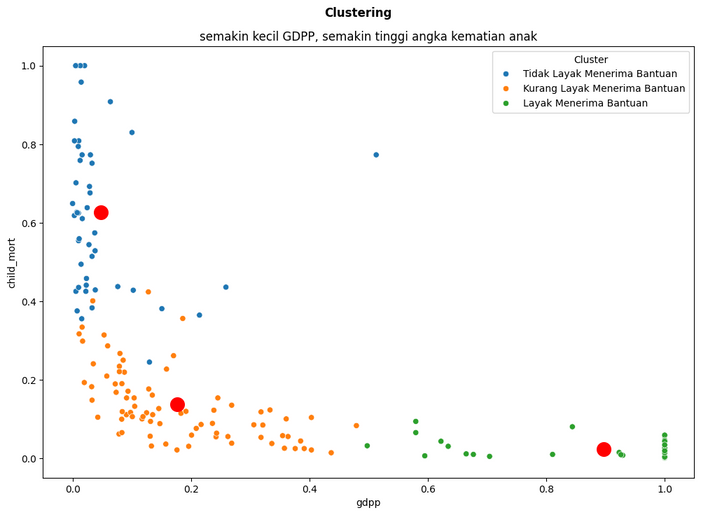 Clustering
semakin kecil GDPP, semakin tinggi angka kematian anak
Cluster
Tidak Layak Menerima Bantuan
Kurang Layak Menerima Bantuan
Layak Menerima Bantuan
1.0
0.8
0.6
0.4
0.2
0.0
child_mort
0.0 0.2 0.4 0.6 0.8 1.0
gdpp